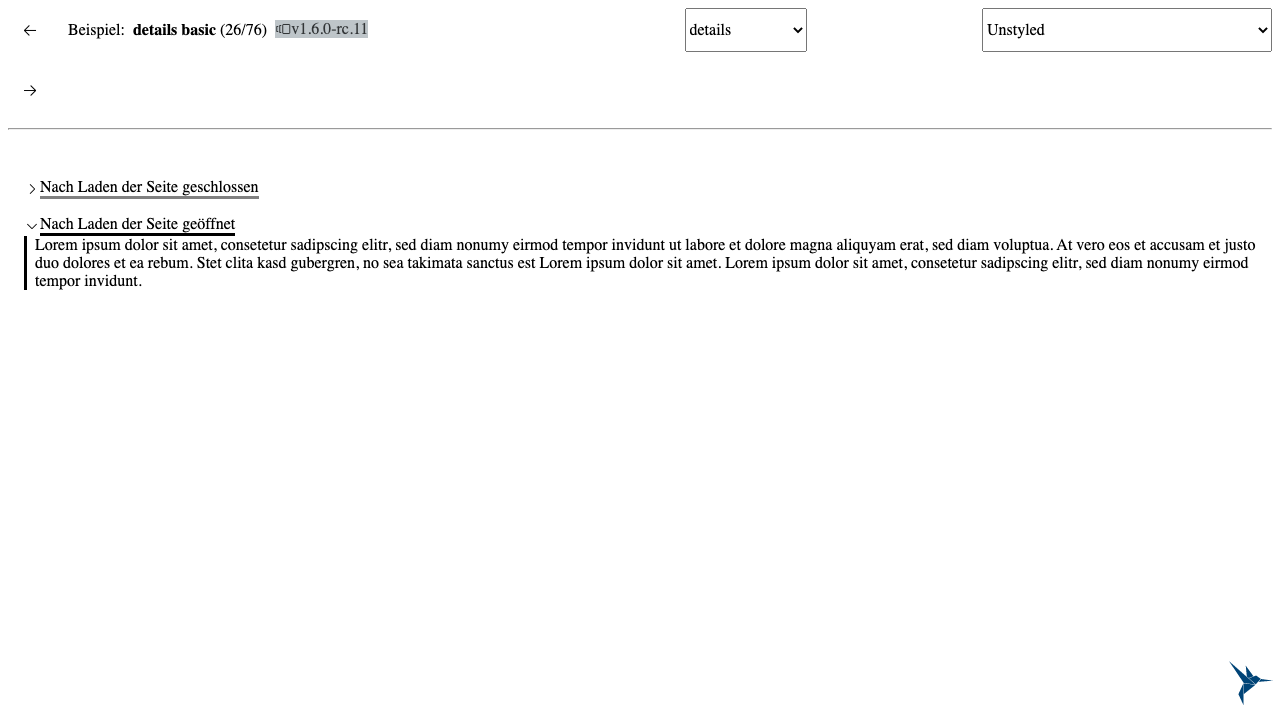 ← Beispiel: details basic (26/76) v1.6.0-rc.11 details Unstyled
→
Nach Laden der Seite geschlossen
Nach Laden der Seite geöffnet
Lorem ipsum dolor sit amet, consetetur sadipscing elitr, sed diam nonumy eirmod tempor invidunt ut labore et dolore magna aliquyam erat, sed diam voluptua. At vero eos et accusam et justo
duo dolores et ea rebum. Stet clita kasd gubergren, no sea takimata sanctus est Lorem ipsum dolor sit amet. Lorem ipsum dolor sit amet, consetetur sadipscing elitr, sed diam nonumy eirmod
tempor invidunt.